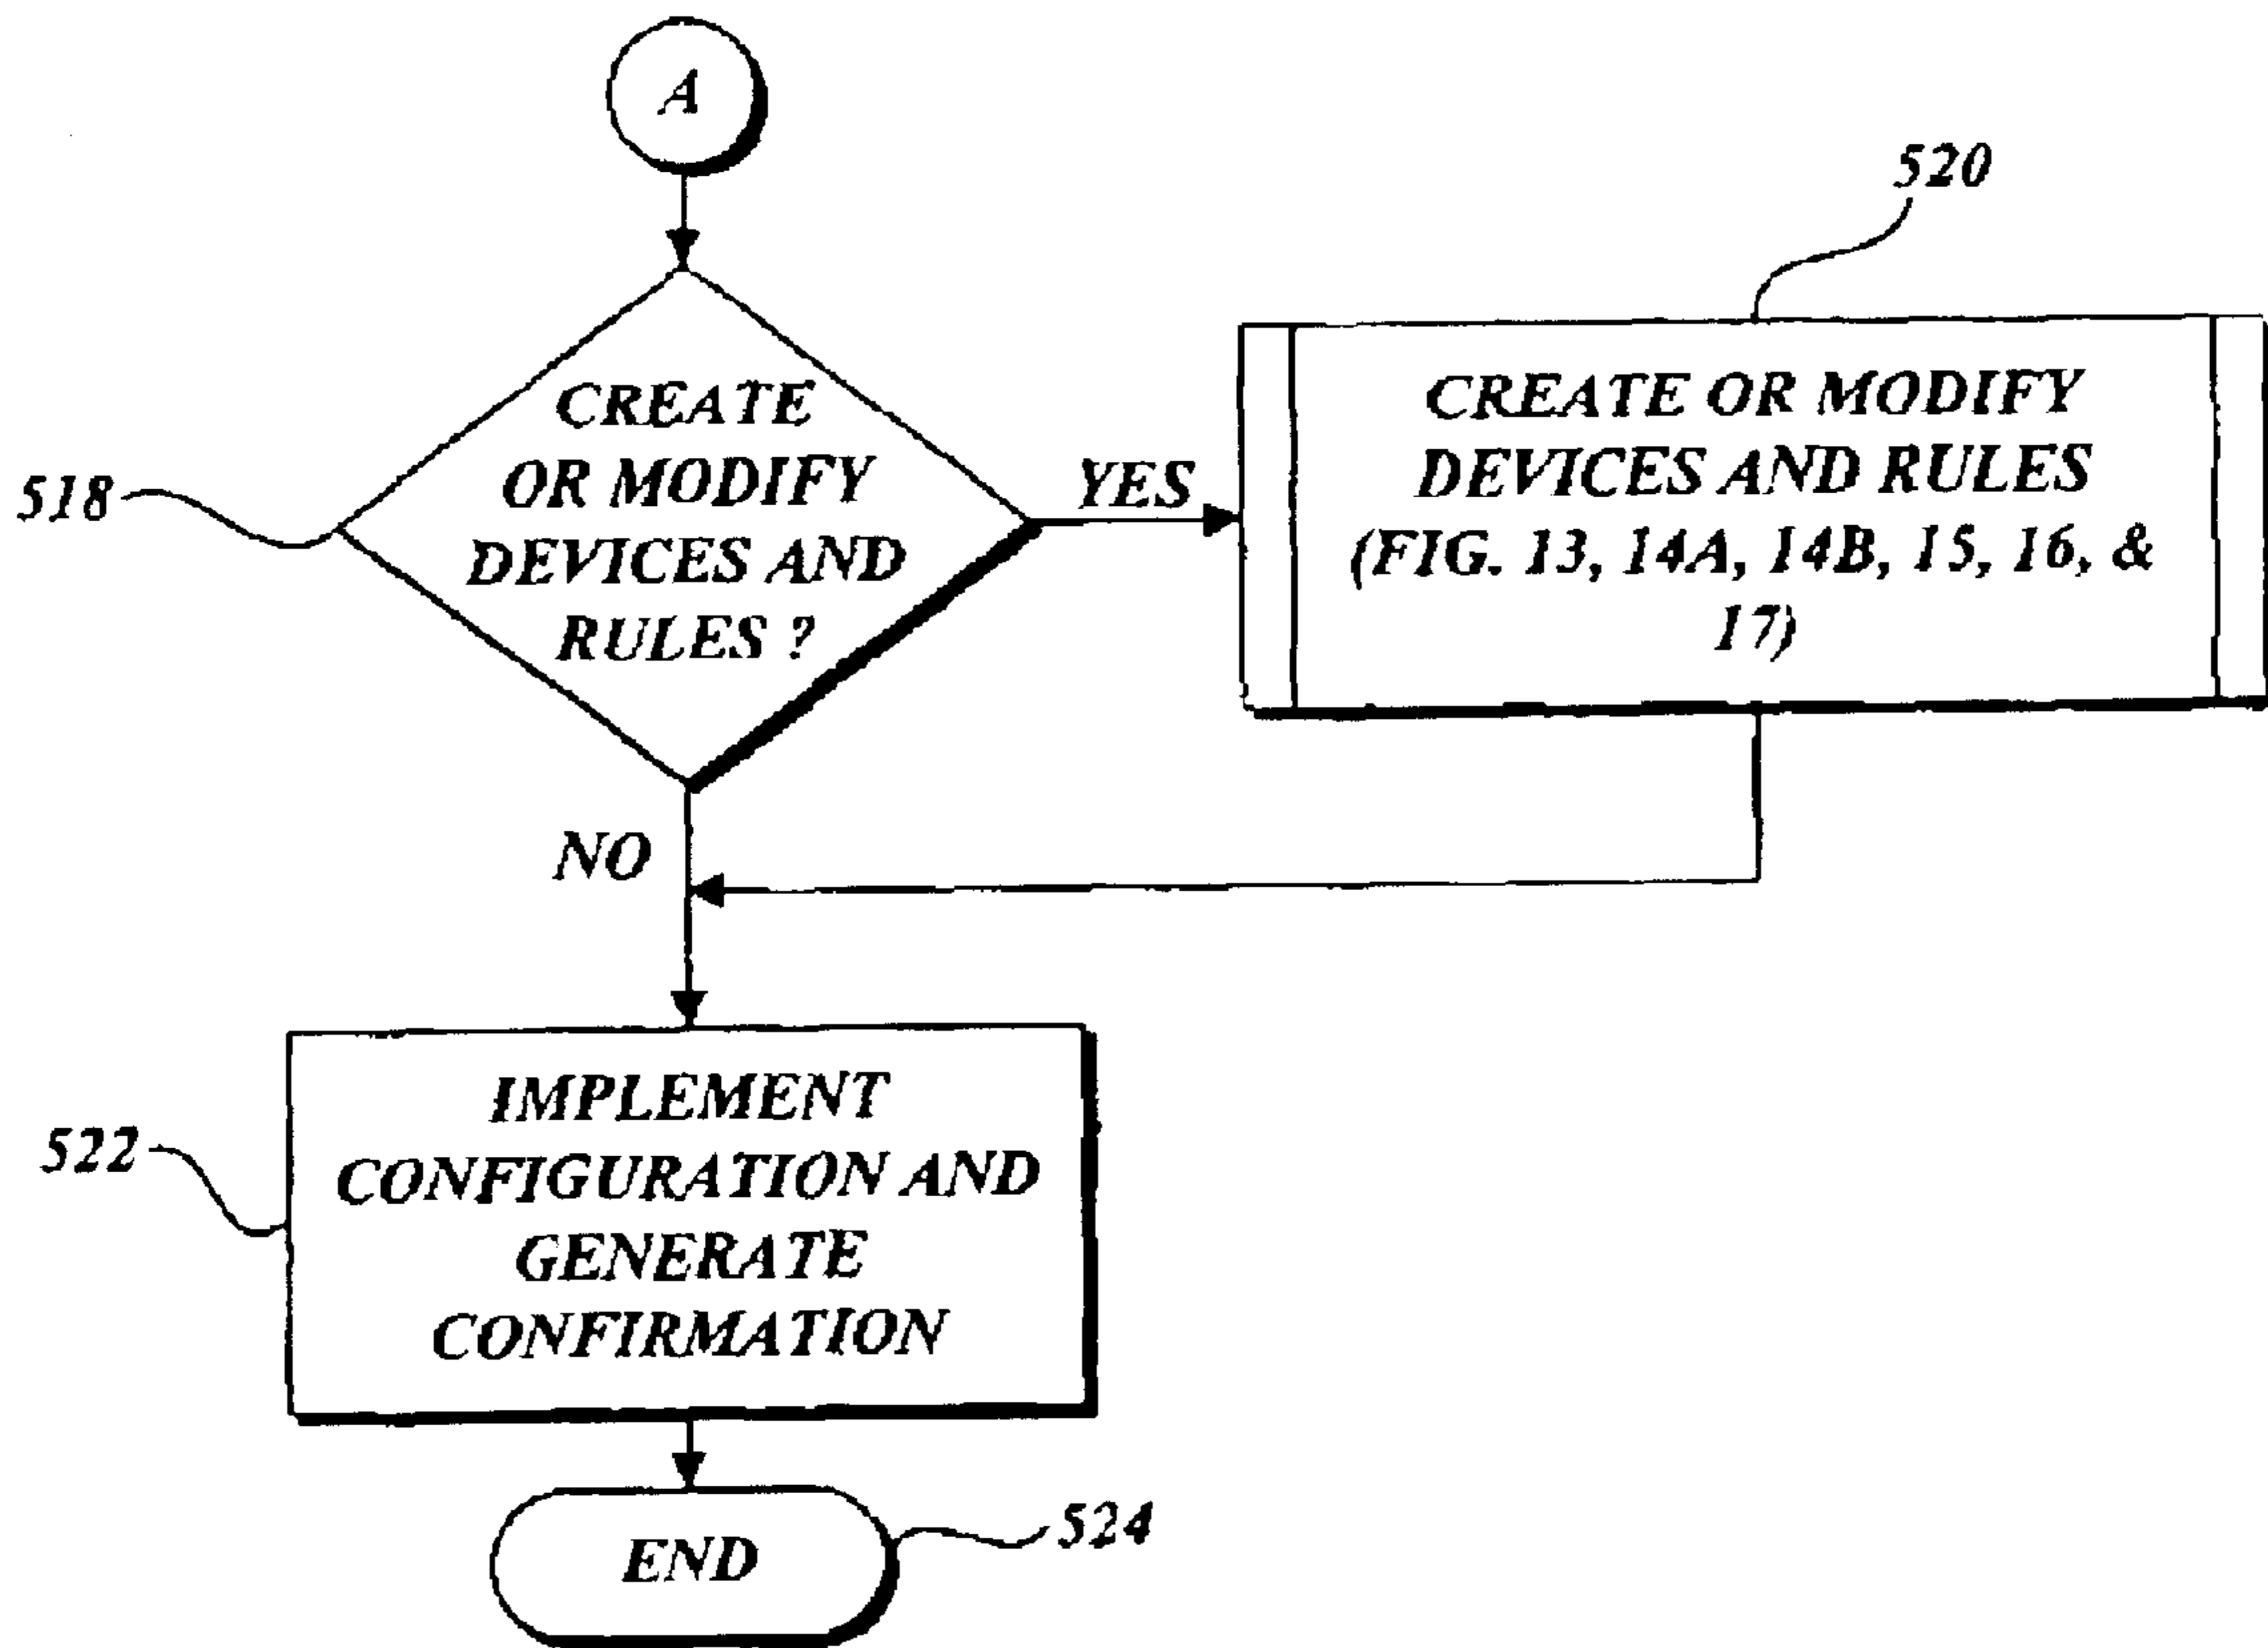 A
520
CREATE
OR MODIFY
DEVICES AND
RULES ?
518
YES
CREATE OR MODIFY
DEVICES AND RULES
(FIG. 13, 14A, 14B, 15, 16, &
17)
NO
IMPLEMENT
CONFIGURATION AND
GENERATE
CONFIRMATION
522
END
524